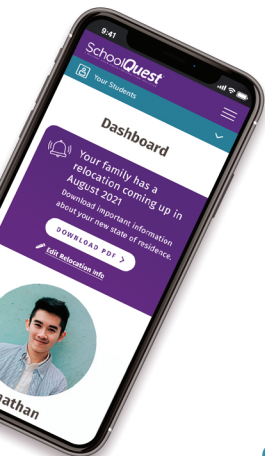 9:41
SchoolQuest
Your Students
Dashboard
Your family has a
relocation coming up in
August 2021
Download important information
about your new state of residence.
DOWNLOAD PDF >
Edit Relocation Info